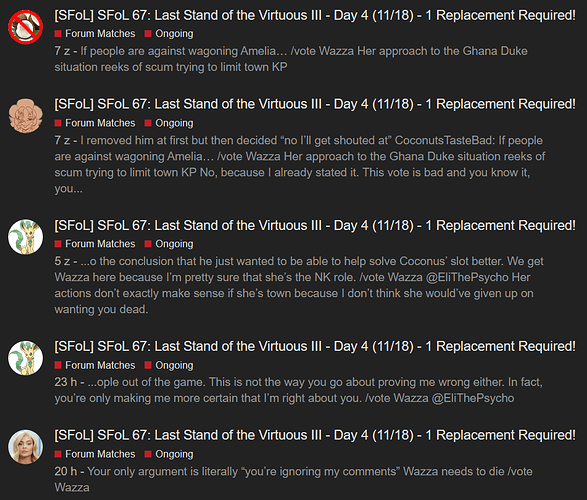 [SFoL] SFoL 67: Last Stand of the Virtuous III - Day 4 (11/18) - 1 Replacement Required!
Forum Matches Ongoing
7 z - If people are against wagoning Amelia… /vote Wazza Her approach to the Ghana Duke
situation reeks of scum trying to limit town KP
[SFoL] SFoL 67: Last Stand of the Virtuous III - Day 4 (11/18) - 1 Replacement Required!
Forum Matches Ongoing
7 z - I removed him at first but then decided “no I’ll get shouted at” CoconutsTasteBad: If people
are against wagoning Amelia… /vote Wazza Her approach to the Ghana Duke situation reeks of
scum trying to limit town KP No, because I already stated it. This vote is bad and you know it,
you...
[SFoL] SFoL 67: Last Stand of the Virtuous III - Day 4 (11/18) - 1 Replacement Required!
Forum Matches Ongoing
5 z - ...o the conclusion that he just wanted to be able to help solve Coconus’ slot better. We get
Wazza here because I’m pretty sure that she’s the NK role. /vote Wazza @EliThePsycho Her
actions don’t exactly make sense if she’s town because I don’t think she would’ve given up on
wanting you dead.
[SFoL] SFoL 67: Last Stand of the Virtuous III - Day 4 (11/18) - 1 Replacement Required!
Forum Matches Ongoing
23 h - ...ople out of the game. This is not the way you go about proving me wrong either. In fact,
you’re only making me more certain that I’m right about you. /vote Wazza @EliThePsycho
[SFoL] SFoL 67: Last Stand of the Virtuous III - Day 4 (11/18) - 1 Replacement Required!
Forum Matches Ongoing
20 h - Your only argument is literally “you’re ignoring my comments” Wazza needs to die /vote
Wazza